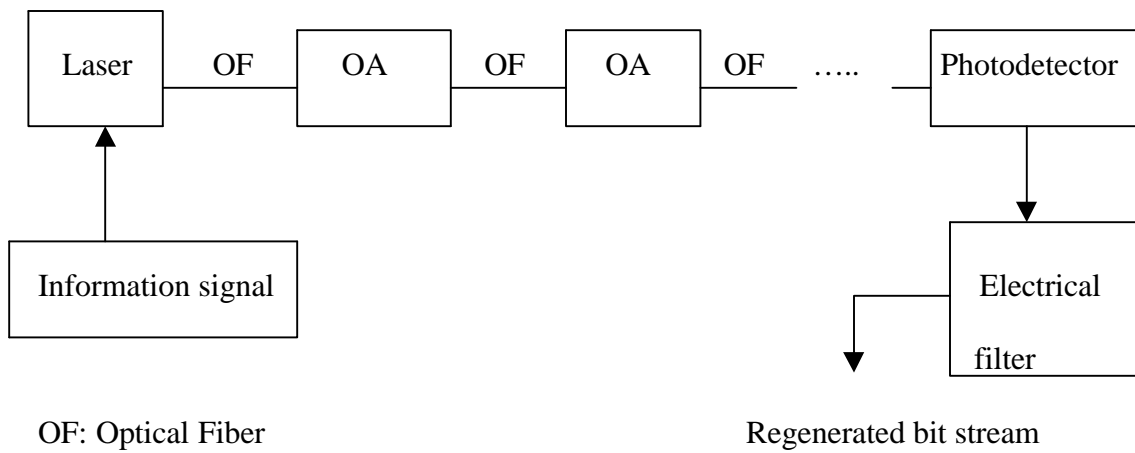 Laser OF OA OF OA OF ….. Photodetector
Information signal
Electrical
filter
OF: Optical Fiber
Regenerated bit stream